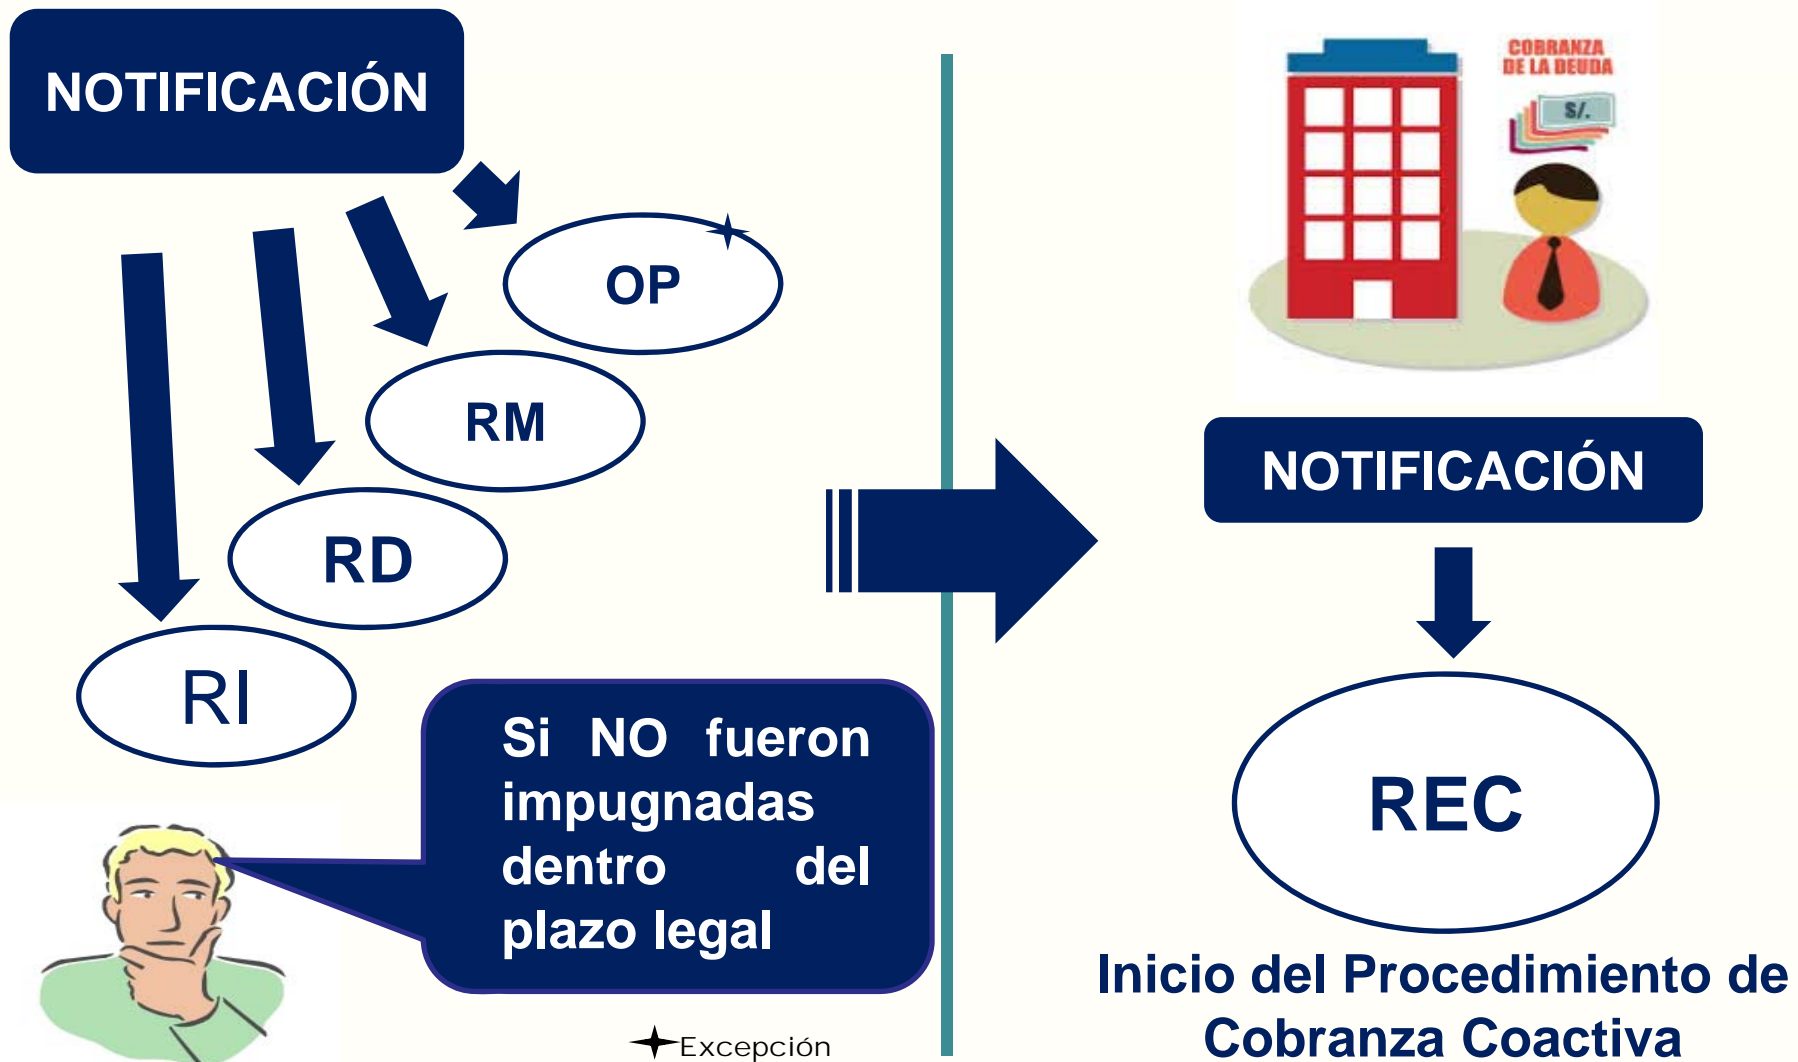 NOTIFICACIÓN
OP
RM
RD
RI
Si NO fueron
impugnadas
dentro del
plazo legal
Excepción
COBRANZA
DE LA DEUDA
S/.
NOTIFICACIÓN
REC
Inicio del Procedimiento de
Cobranza Coactiva